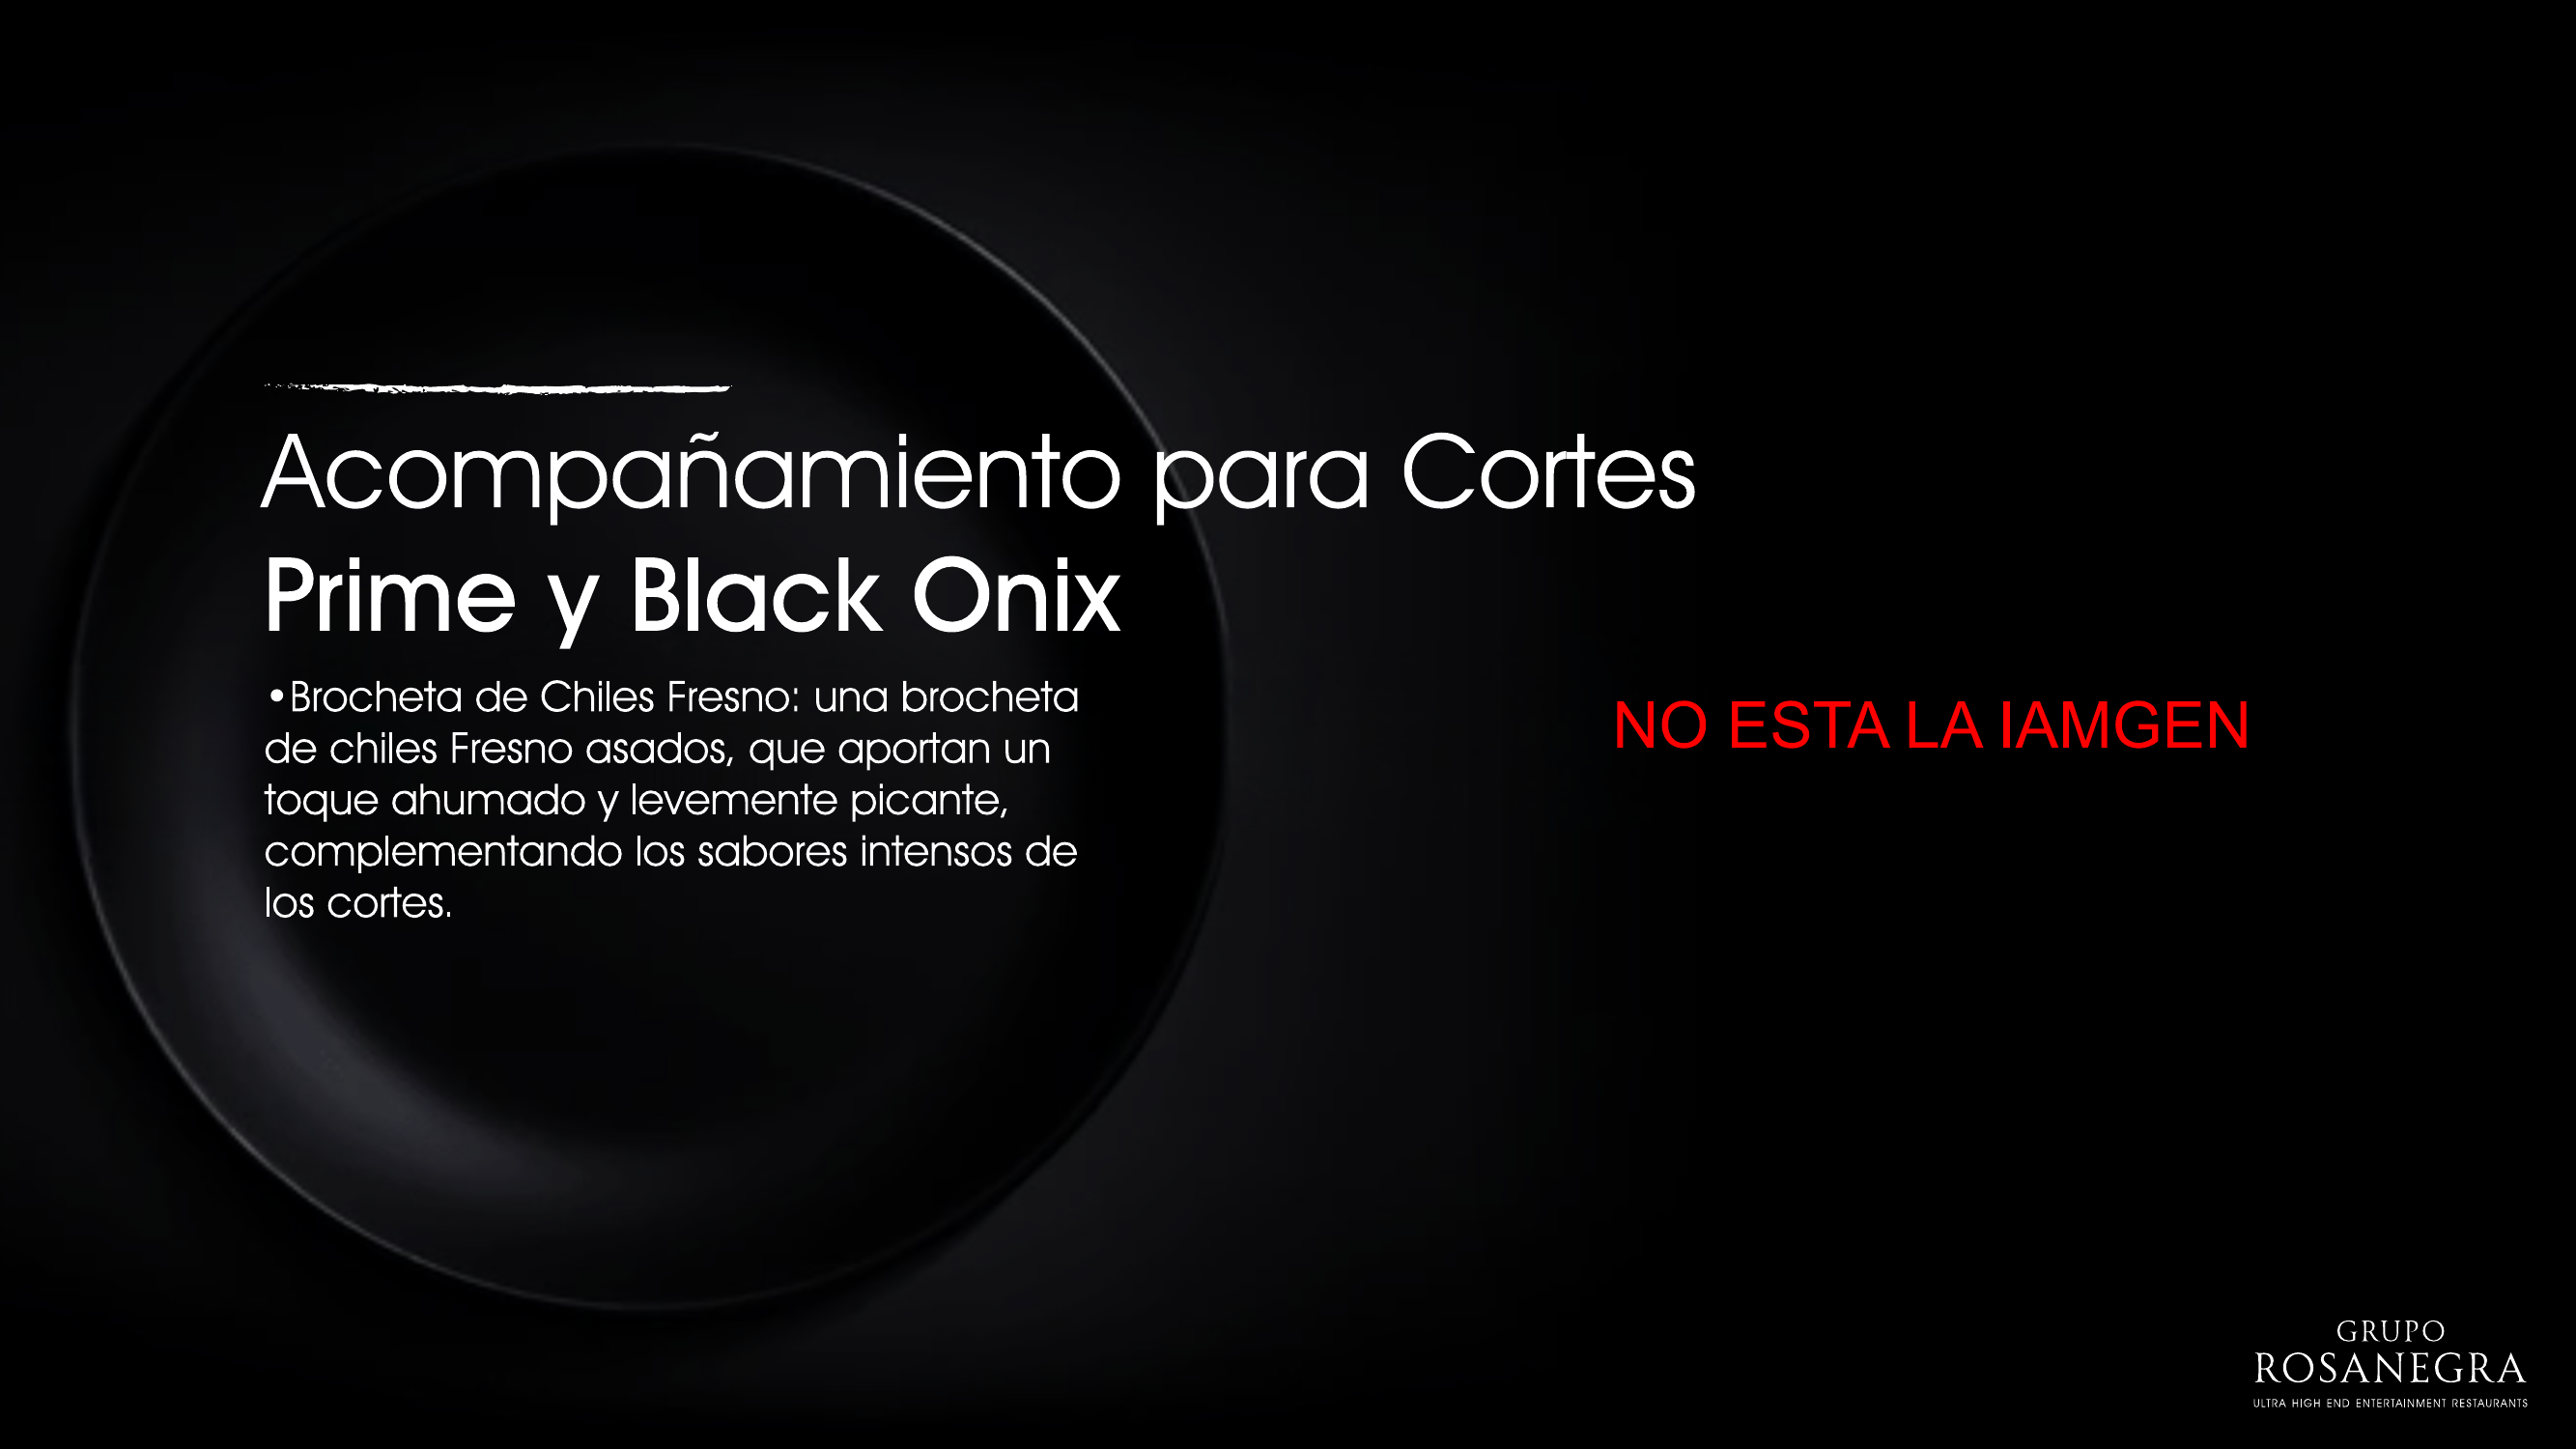 Acompañamiento para Cortes
Prime y Black Onix
•Brocheta de Chiles Fresno: una brocheta
de chiles Fresno asados, que aportan un
toque ahumado y levemente picante,
complementando los sabores intensos de
los cortes.
NO ESTA LA IAMGEN
GRUPO
ROSANEGRA
ULTRA HIGH END ENTERTAINMENT RESTAURANTS